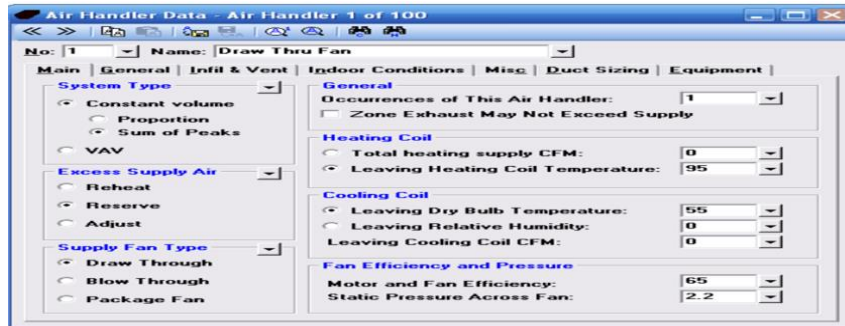 Air Handler Data - Air Handler 1 of 100
No: 1 Name: Draw Thru Fan
Main General Infil & Vent Indoor Conditions Misc Duct Sizing Equipment
System Type
Constant volume
Proportion
Sum of Peaks
VAV
Excess Supply Air
Reheat
Reserve
Adjust
Supply Fan Type
Draw Through
Blow Through
Package Fan
General
Occurrences of This Air Handler: 1
Zone Exhaust May Not Exceed Supply
Heating Coil
Total heating supply CFM: 0
Leaving Heating Coil Temperature: 95
Cooling Coil
Leaving Dry Bulb Temperature: 55
Leaving Relative Humidity: 0
Leaving Cooling Coil CFM: 0
Fan Efficiency and Pressure
Motor and Fan Efficiency: 65
Static Pressure Across Fan: 2.2